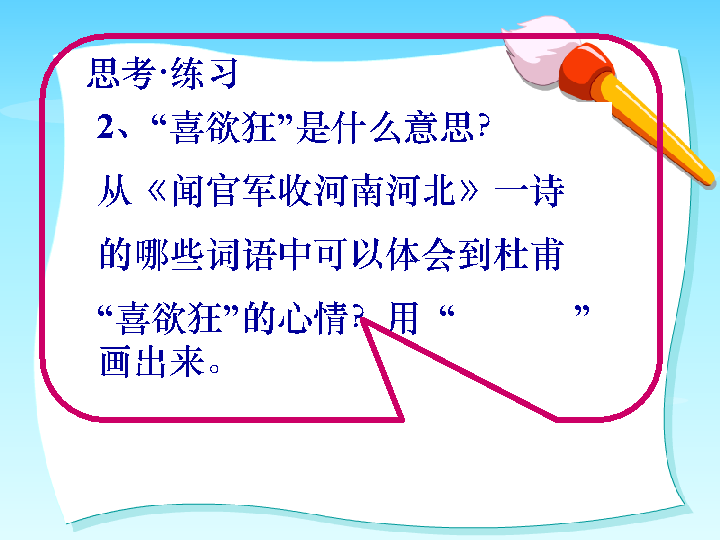 思考·练习
2、“喜欲狂”是什么意思?
从《闻官军收河南河北》一诗
的哪些词语中可以体会到杜甫
“喜欲狂”的心情? 用“      ”
画出来。